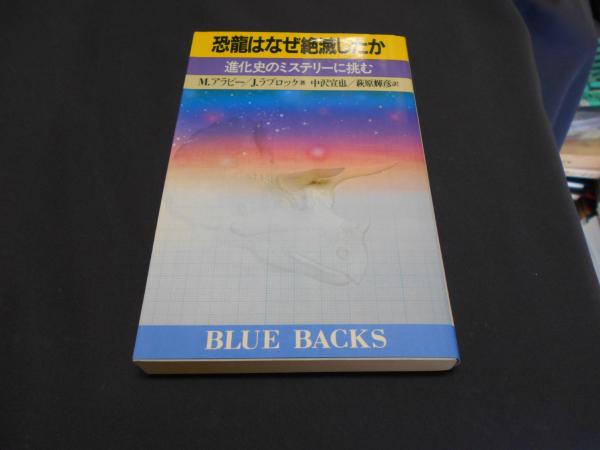 恐龍はなぜ絶滅したか
進化史のミステリーに挑む
M.アラビー/J.ラブロック著 中沢宣也/萩原輝彦訳
BLUE BACKS